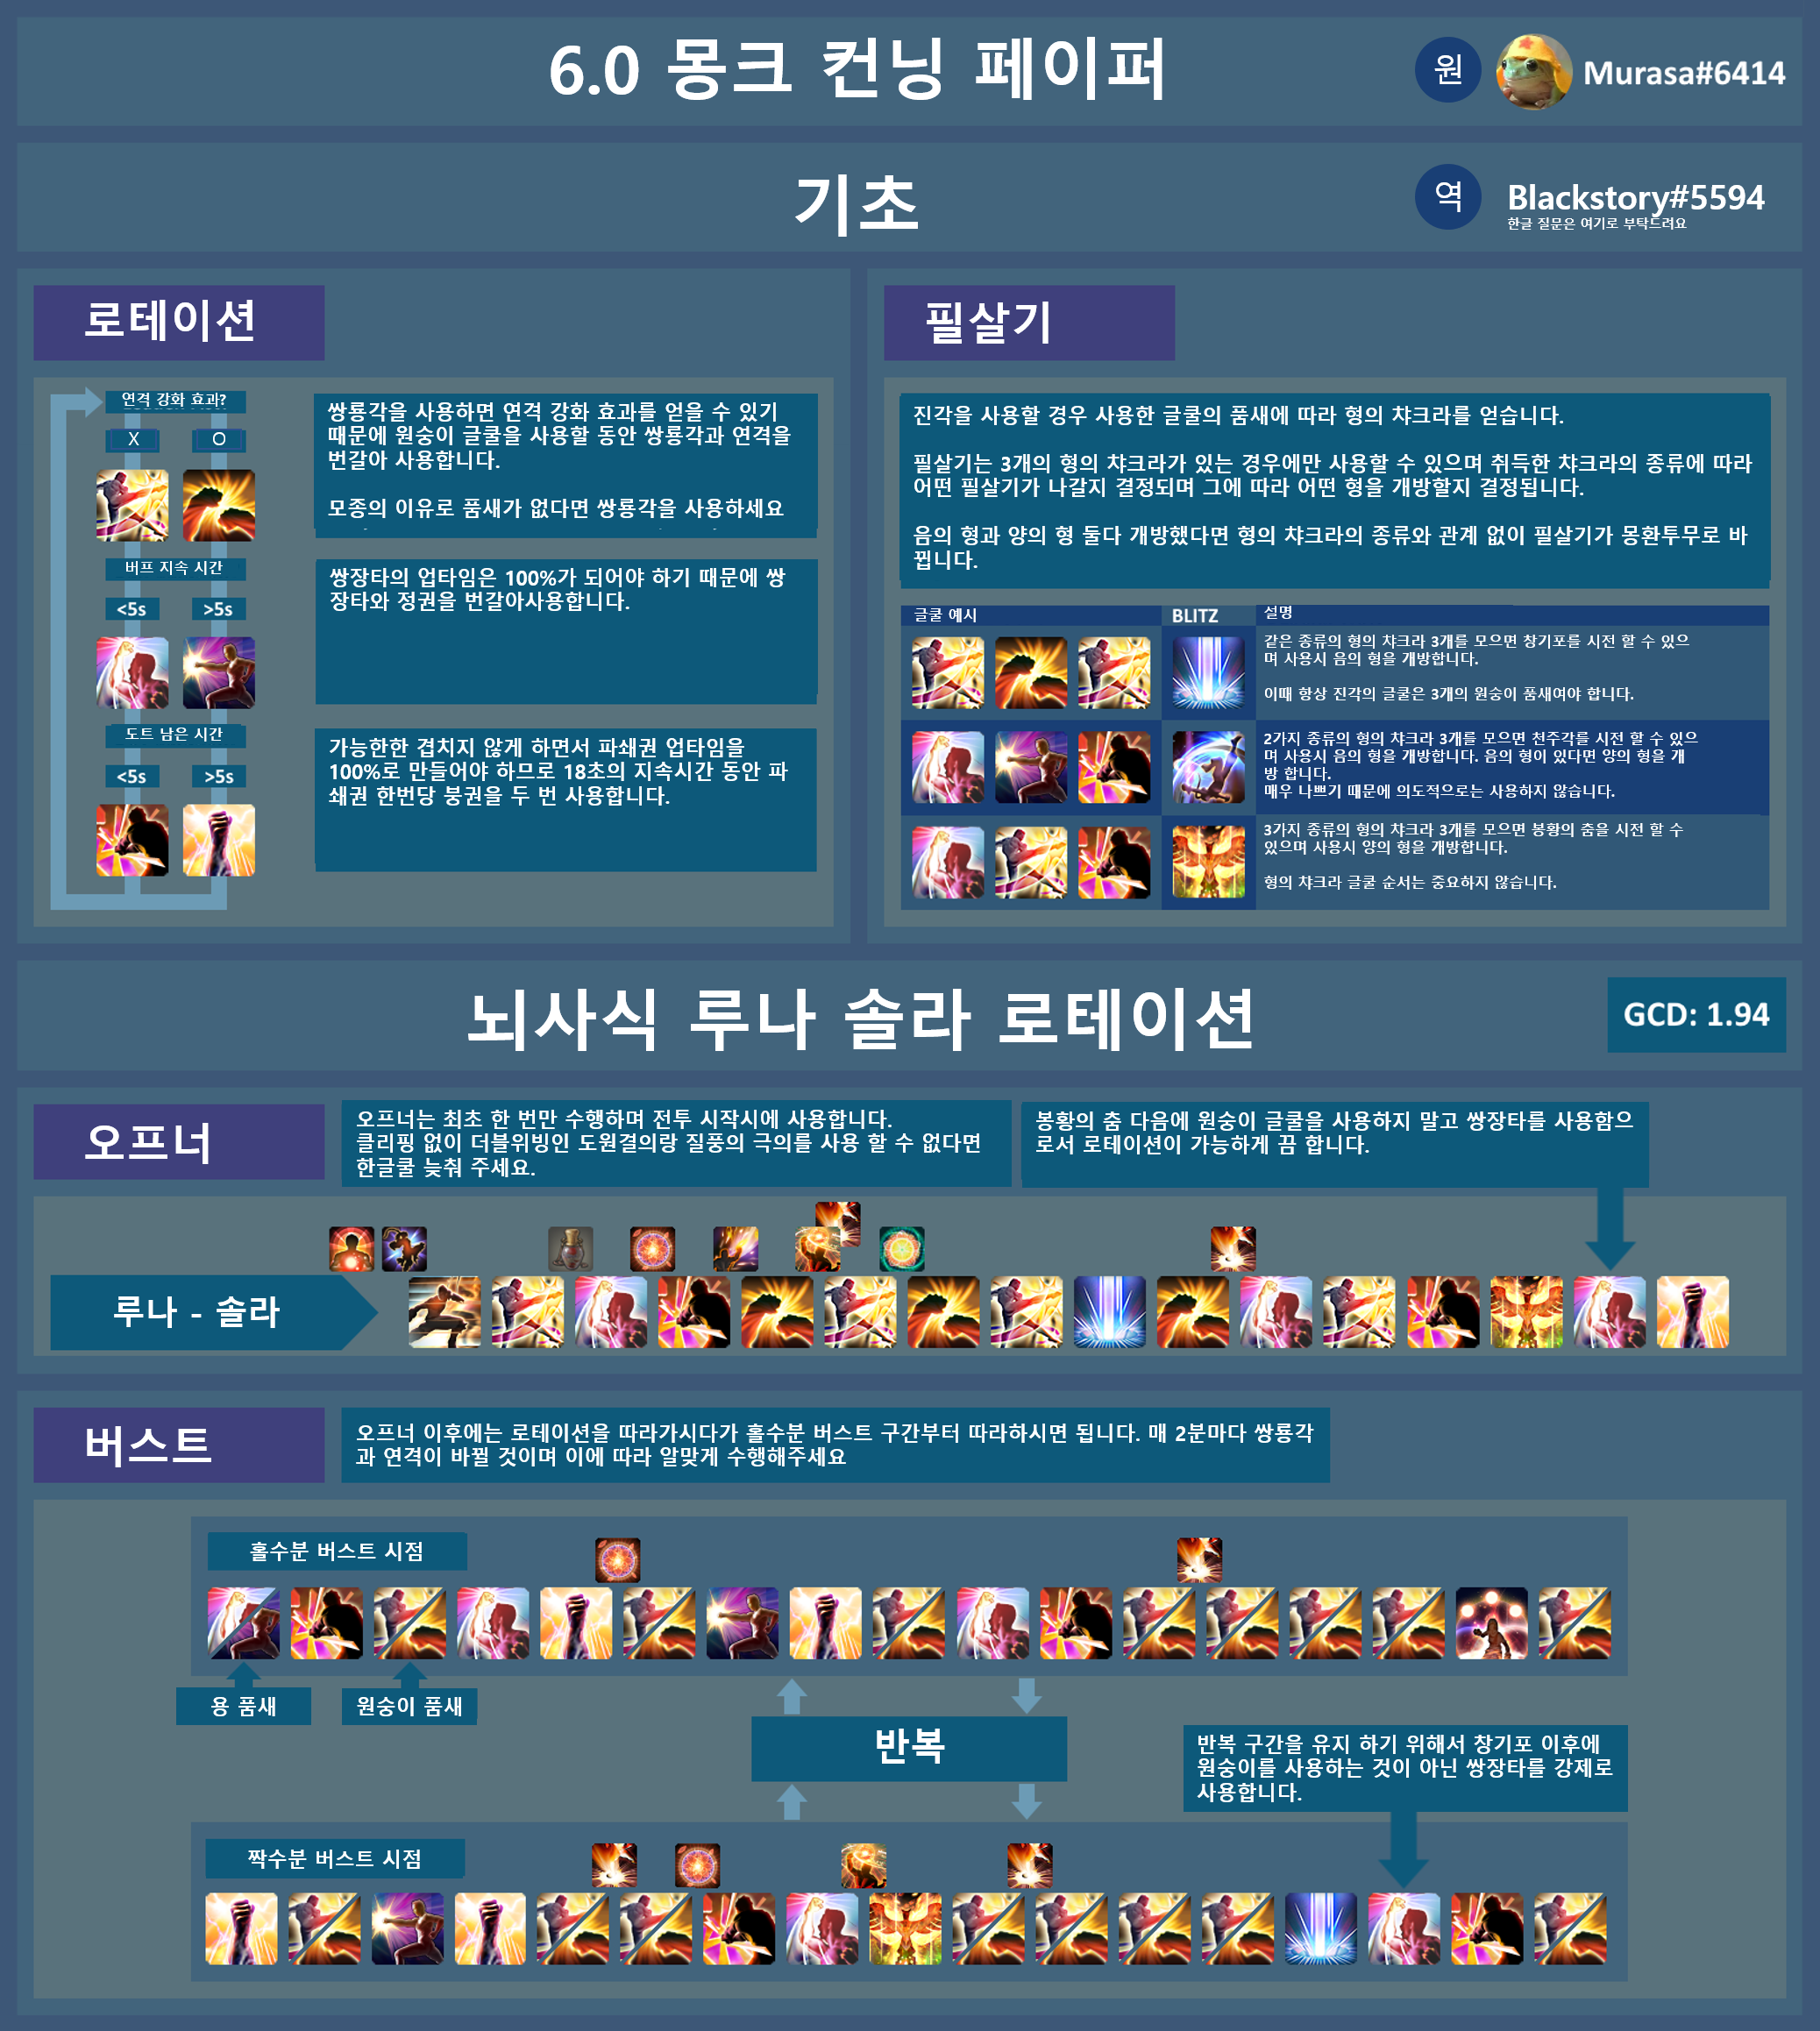 6.0 몽크 컨닝 페이퍼
원
Murasa#6414
기초
역
Blackstory#5594
한글 질문은 여기로 부탁드려요
로테이션
연격 강화 효과?
X
O
버프 지속 시간
<5s
>5s
도트 남은 시간
<5s
>5s
쌍룡각을 사용하면 연격 강화 효과를 얻을 수 있기
때문에 원숭이 글쿨을 사용할 동안 쌍룡각과 연격을
번갈아 사용합니다.
모종의 이유로 품새가 없다면 쌍룡각을 사용하세요
쌍장타의 업타임은 100%가 되어야 하기 때문에 쌍
장타와 정권을 번갈아사용합니다.
가능한한 겹치지 않게 하면서 파쇄권 업타임을
100%로 만들어야 하므로 18초의 지속시간 동안 파
쇄권 한번당 붕권을 두 번 사용합니다.
필살기
진각을 사용할 경우 사용한 글쿨의 품새에 따라 형의 챠크라를 얻습니다.
필살기는 3개의 형의 챠크라가 있는 경우에만 사용할 수 있으며 취득한 챠크라의 종류에 따라
어떤 필살기가 나갈지 결정되며 그에 따라 어떤 형을 개방할지 결정됩니다.
음의 형과 양의 형 둘다 개방했다면 형의 챠크라의 종류와 관계 없이 필살기가 몽환투무로 바
뀝니다.
글쿨 예시
BLITZ
설명
같은 종류의 형의 챠크라 3개를 모으면 창기포를 시전 할 수 있으
며 사용시 음의 형을 개방합니다.
이때 항상 진각의 글쿨은 3개의 원숭이 품새여야 합니다.
2가지 종류의 형의 챠크라 3개를 모으면 천주각를 시전 할 수 있으
며 사용시 음의 형을 개방합니다. 음의 형이 있다면 양의 형을 개
방 합니다.
매우 나쁘기 때문에 의도적으로는 사용하지 않습니다.
3가지 종류의 형의 챠크라 3개를 모으면 봉황의 춤을 시전 할 수
있으며 사용시 양의 형을 개방합니다.
형의 챠크라 글쿨 순서는 중요하지 않습니다.
뇌사식 루나 솔라 로테이션
GCD: 1.94
오프너
오프너는 최초 한 번만 수행하며 전투 시작시에 사용합니다.
클리핑 없이 더블위빙인 도원결의랑 질풍의 극의를 사용 할 수 없다면
한글쿨 늦춰 주세요.
봉황의 춤 다음에 원숭이 글쿨을 사용하지 말고 쌍장타를 사용함으
로서 로테이션이 가능하게 끔 합니다.
루나 - 솔라
버스트
오프너 이후에는 로테이션을 따라가시다가 홀수분 버스트 구간부터 따라하시면 됩니다. 매 2분마다 쌍룡각
과 연격이 바뀔 것이며 이에 따라 알맞게 수행해주세요
홀수분 버스트 시점
용 품새
원숭이 품새
반복
반복 구간을 유지 하기 위해서 창기포 이후에
원숭이를 사용하는 것이 아닌 쌍장타를 강제로
사용합니다.
짝수분 버스트 시점